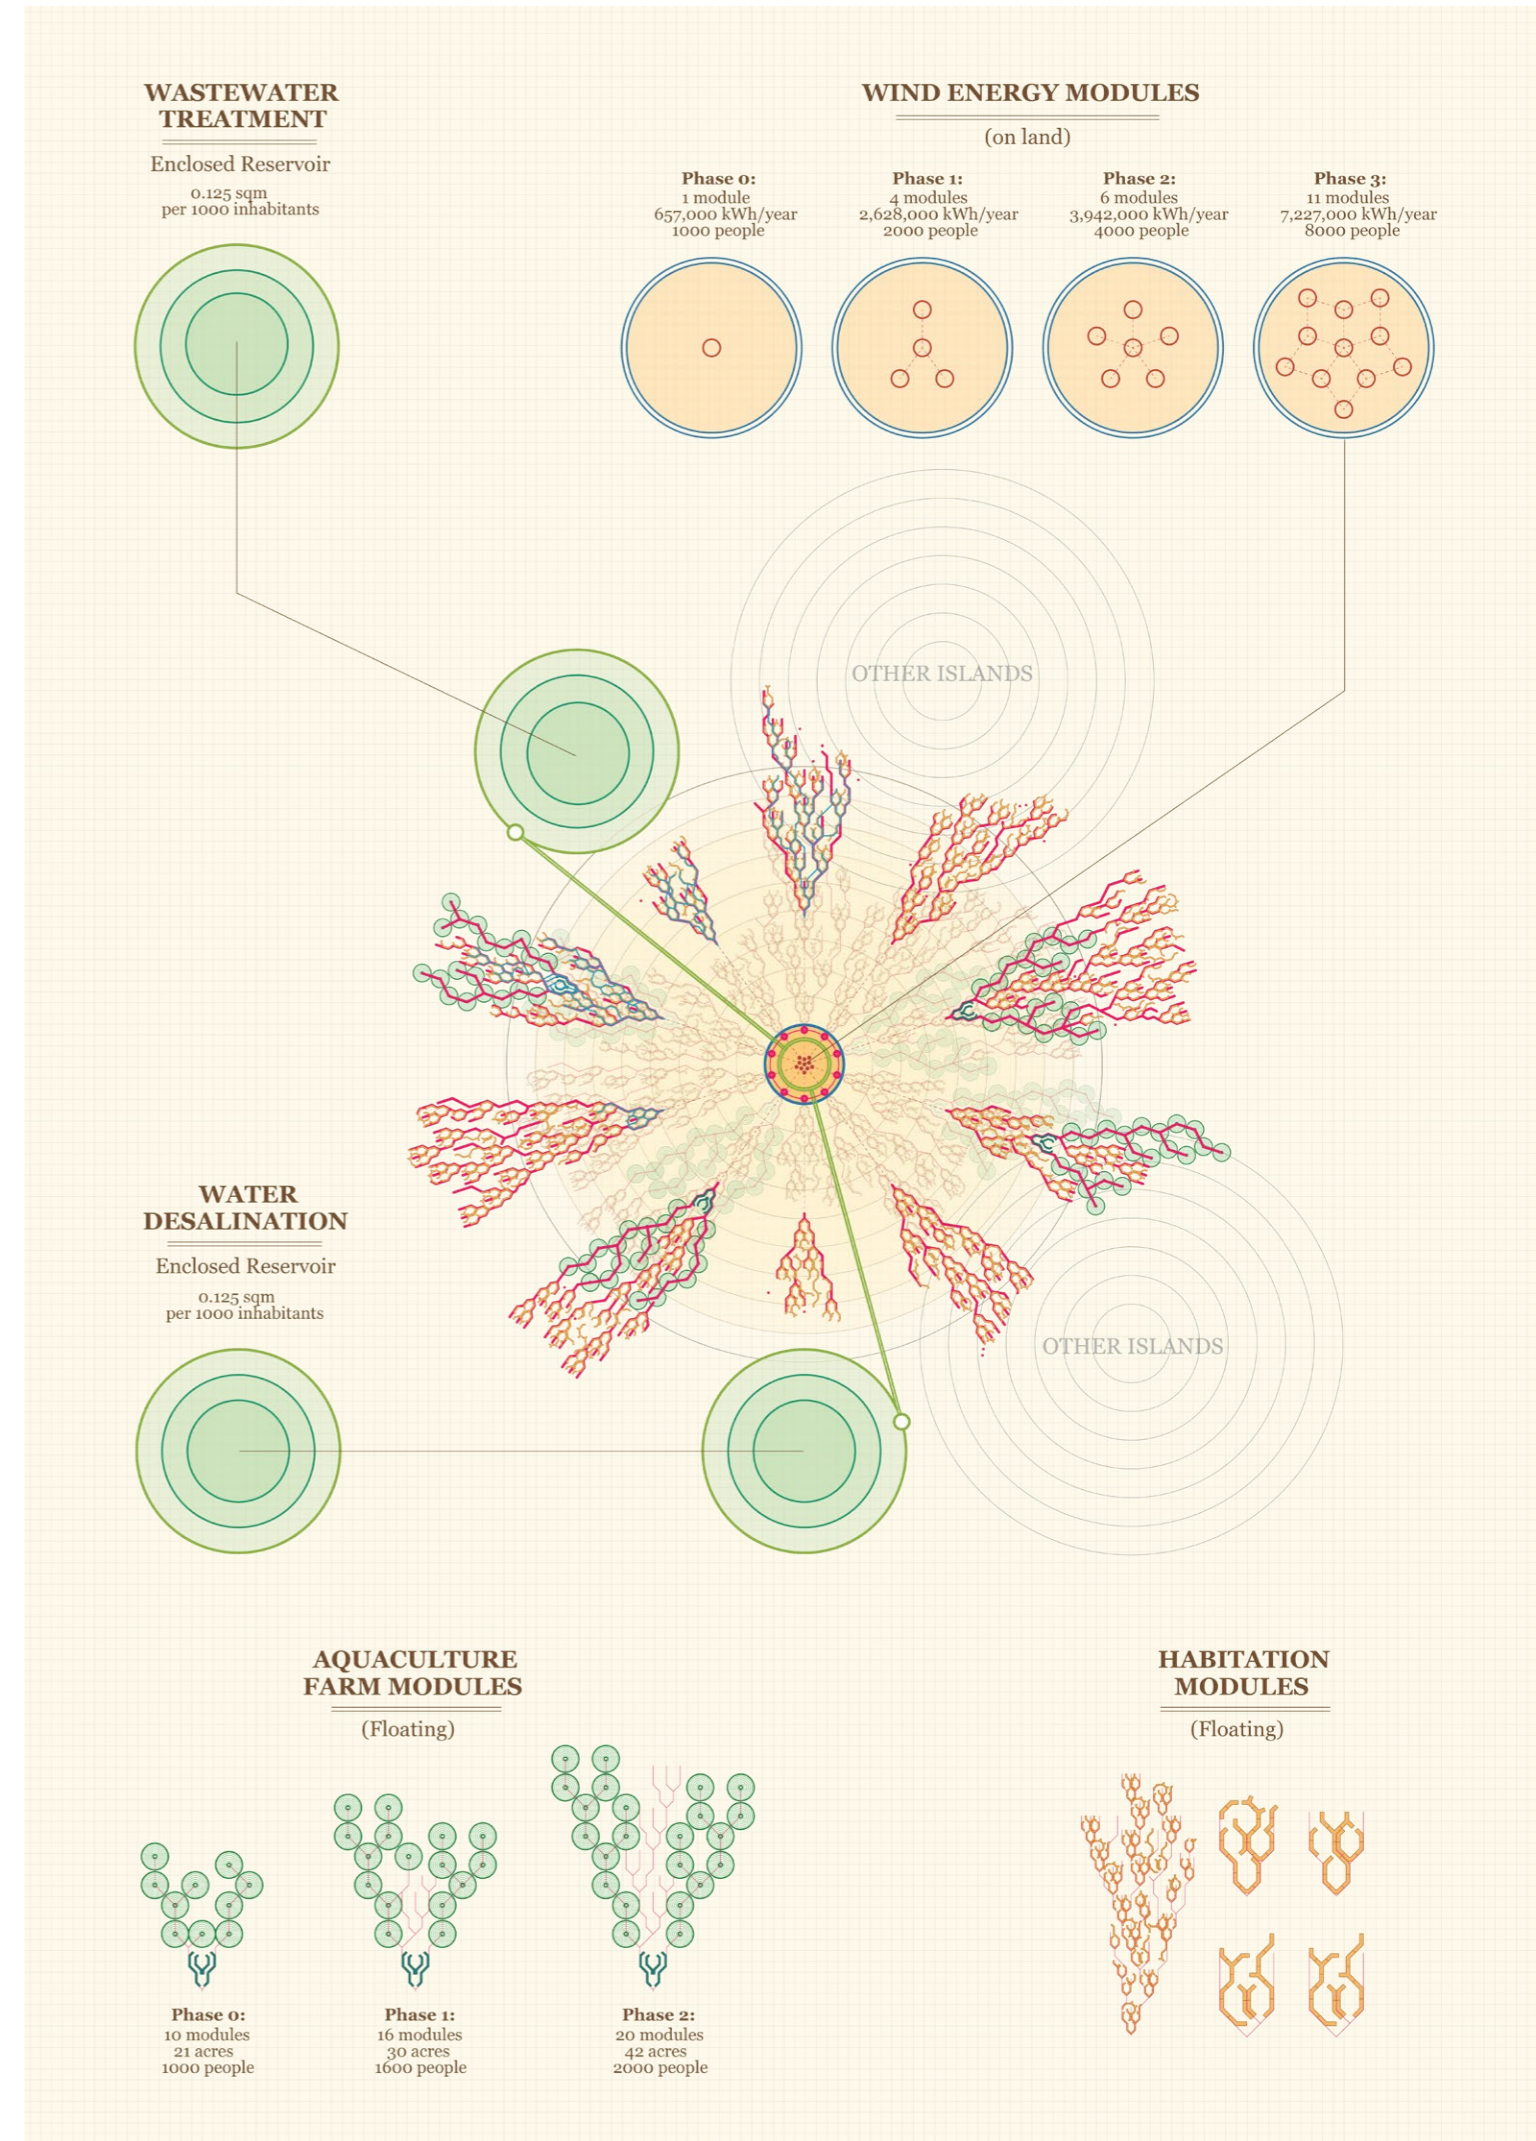 WASTEWATER
TREATMENT
Enclosed Reservoir
0.125 sqm
per 1000 inhabitants
WIND ENERGY MODULES
(on land)
Phase 0:
1 module
657,000 kWh/year
1000 people
Phase 1:
4 modules
2,628,000 kWh/year
2000 people
Phase 2:
6 modules
3,942,000 kWh/year
4000 people
Phase 3:
11 modules
7,227,000 kWh/year
8000 people
OTHER ISLANDS
WATER
DESALINATION
Enclosed Reservoir
0.125 sqm
per 1000 inhabitants
OTHER ISLANDS
AQUACULTURE
FARM MODULES
(Floating)
Phase 0:
10 modules
21 acres
1000 people
Phase 1:
16 modules
30 acres
1600 people
Phase 2:
20 modules
42 acres
2000 people
HABITATION
MODULES
(Floating)